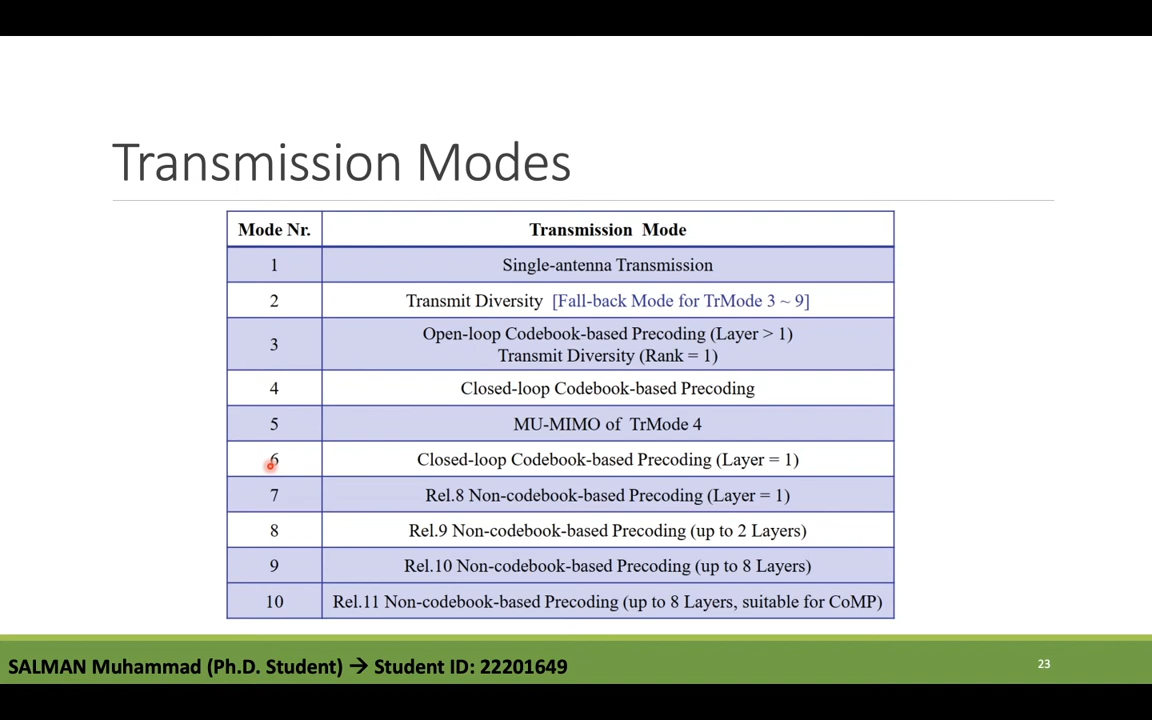 Transmission Modes
Mode Nr. Transmission Mode
1 Single-antenna Transmission
2 Transmit Diversity [Fall-back Mode for TrMode 3 ~ 9]
3 Open-loop Codebook-based Precoding (Layer > 1)
Transmit Diversity (Rank = 1)
4 Closed-loop Codebook-based Precoding
5 MU-MIMO of TrMode 4
6 Closed-loop Codebook-based Precoding (Layer = 1)
7 Rel.8 Non-codebook-based Precoding (Layer = 1)
8 Rel.9 Non-codebook-based Precoding (up to 2 Layers)
9 Rel.10 Non-codebook-based Precoding (up to 8 Layers)
10 Rel.11 Non-codebook-based Precoding (up to 8 Layers, suitable for CoMP)
SALMAN Muhammad (Ph.D. Student) → Student ID: 22201649
23